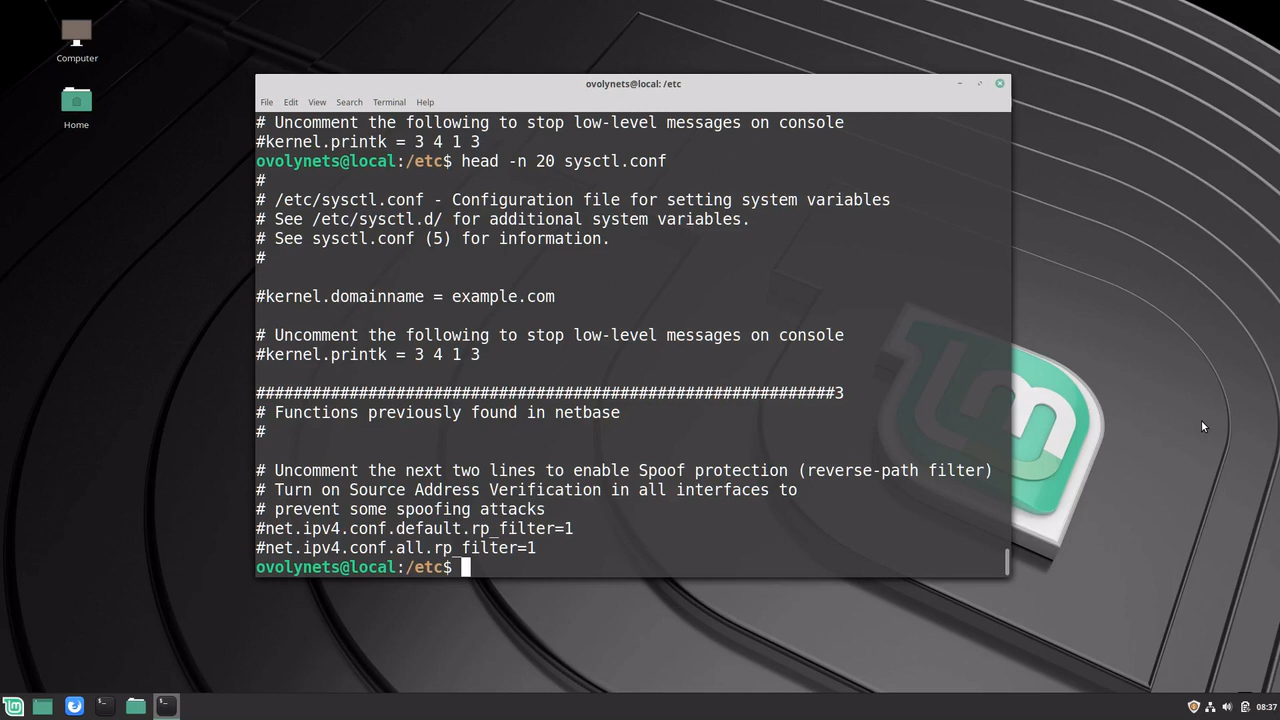 Computer
Home
ovolynets@local: /etc
File Edit View Search Terminal Help
# Uncomment the following to stop low-level messages on console
#kernel.printk = 3 4 1 3
ovolynets@local:/etc$ head -n 20 sysctl.conf
#
# /etc/sysctl.conf - Configuration file for setting system variables
# See /etc/sysctl.d/ for additional system variables.
# See sysctl.conf (5) for information.
#
#kernel.domainname = example.com
# Uncomment the following to stop low-level messages on console
#kernel.printk = 3 4 1 3
##############################################################3
# Functions previously found in netbase
#
# Uncomment the next two lines to enable Spoof protection (reverse-path filter)
# Turn on Source Address Verification in all interfaces to
# prevent some spoofing attacks
#net.ipv4.conf.default.rp_filter=1
#net.ipv4.conf.all.rp_filter=1
ovolynets@local:/etc$
08:37